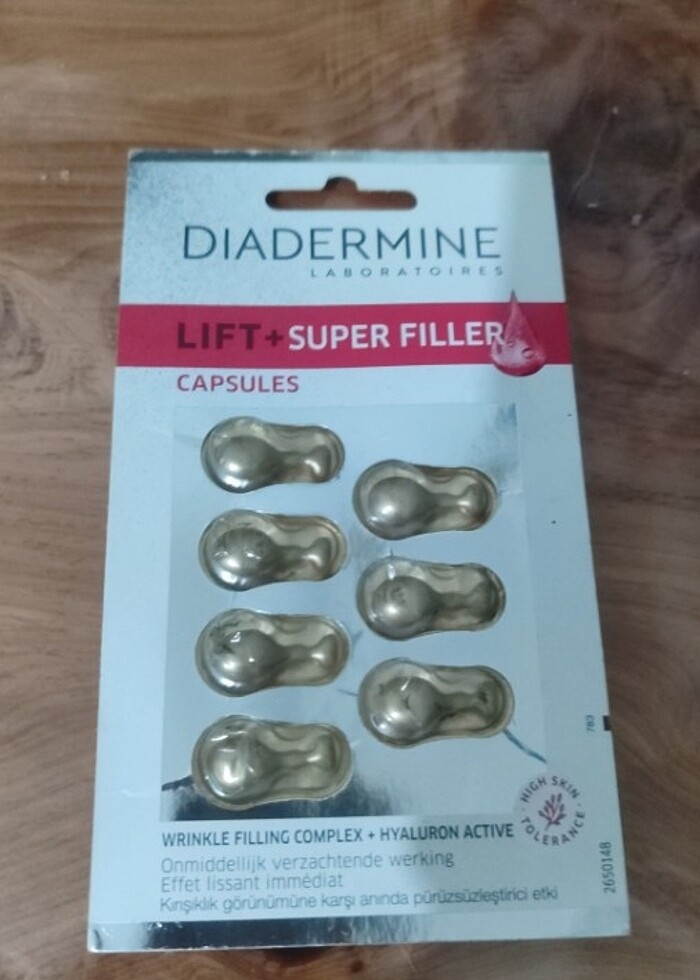 DIADERMINE
LABORATOIRES
LIFT+ SUPER FILLER
CAPSULES
783
HIGH SKIN TOLERANCE
WRINKLE FILLING COMPLEX + HYALURON ACTIVE
Onmiddellijk verzachtende werking
Effet lissant immédiat
Kırışıklık görünümüne karşı anında pürüzsüzleştirici etki
2650148